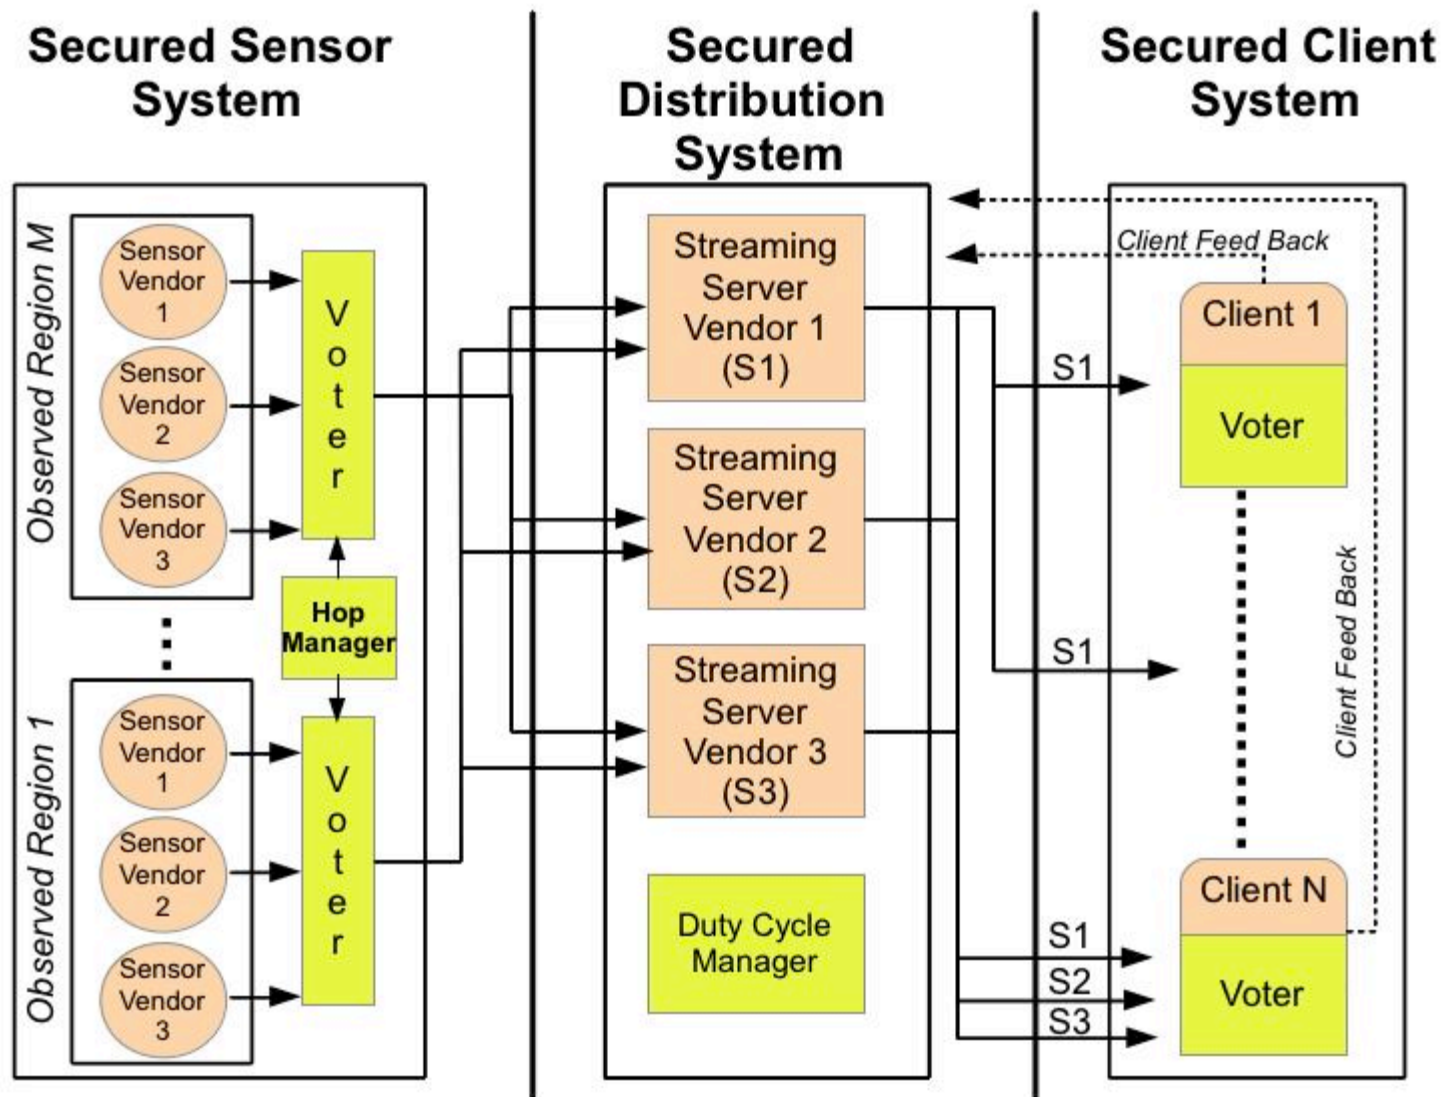 Secured Sensor
System
Observed Region M
Sensor
Vendor
1
Sensor
Vendor
2
Sensor
Vendor
3
V
o
t
e
r
Hop
Manager
Observed Region 1
Sensor
Vendor
1
Sensor
Vendor
2
Sensor
Vendor
3
V
o
t
e
r
Secured
Distribution
System
Streaming
Server
Vendor 1
(S1)
Streaming
Server
Vendor 2
(S2)
Streaming
Server
Vendor 3
(S3)
Duty Cycle
Manager
Secured Client
System
Client Feed Back
Client 1
Voter
S1
S1
Client Feed Back
Client N
Voter
S1
S2
S3